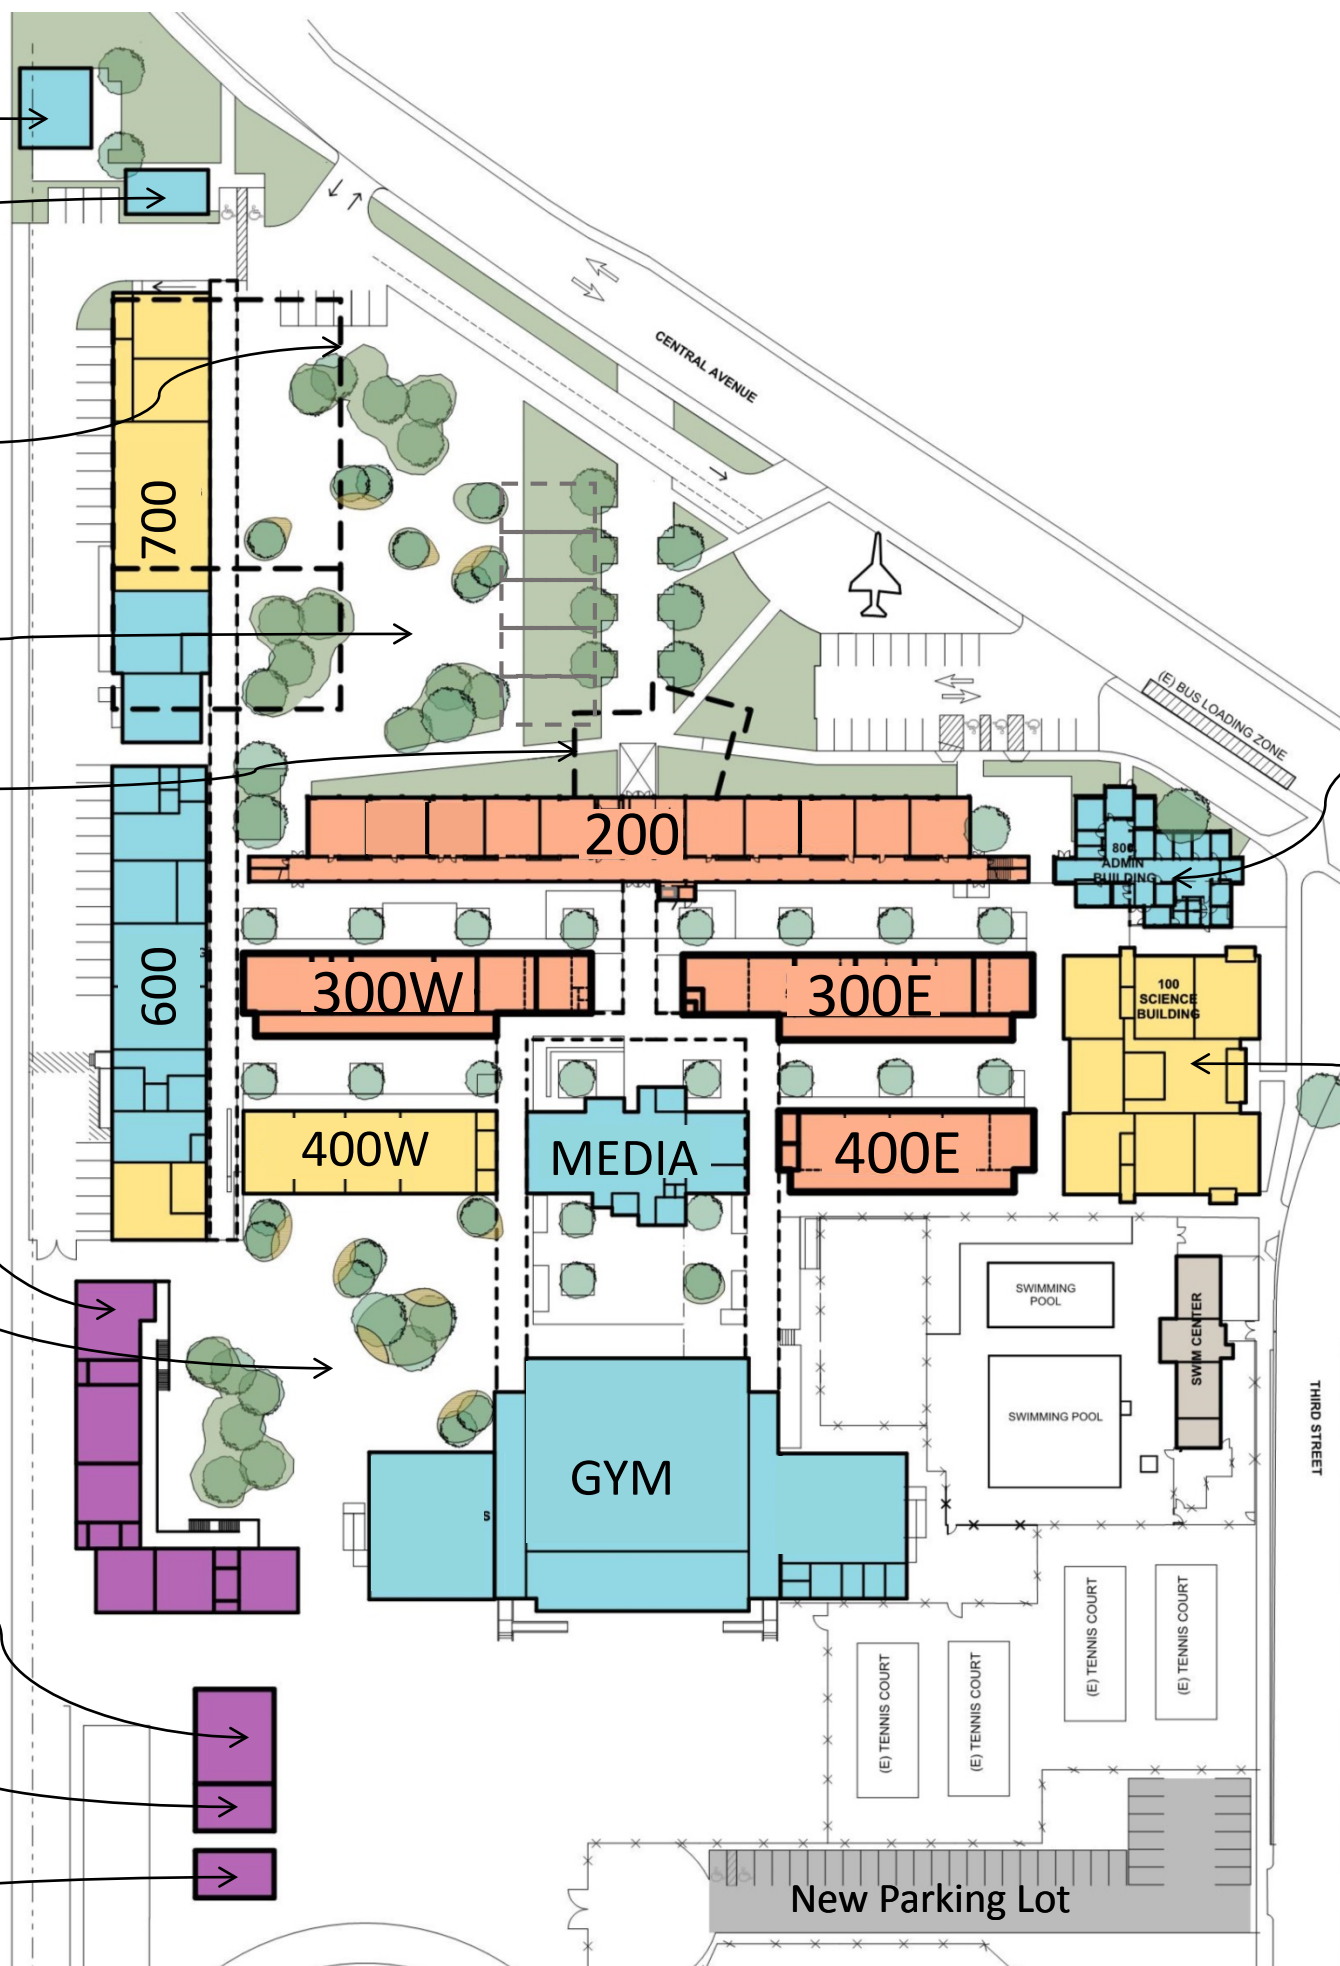 CENTRAL AVENUE
700
(E) BUS LOADING ZONE
200
800
ADMIN
BUILDING
600
300W
300E
100
SCIENCE
BUILDING
400W
MEDIA
400E
SWIMMING
POOL
SWIM CENTER
SWIMMING POOL
THIRD STREET
GYM
S
(E) TENNIS COURT
(E) TENNIS COURT
(E) TENNIS COURT
(E) TENNIS COURT
New Parking Lot